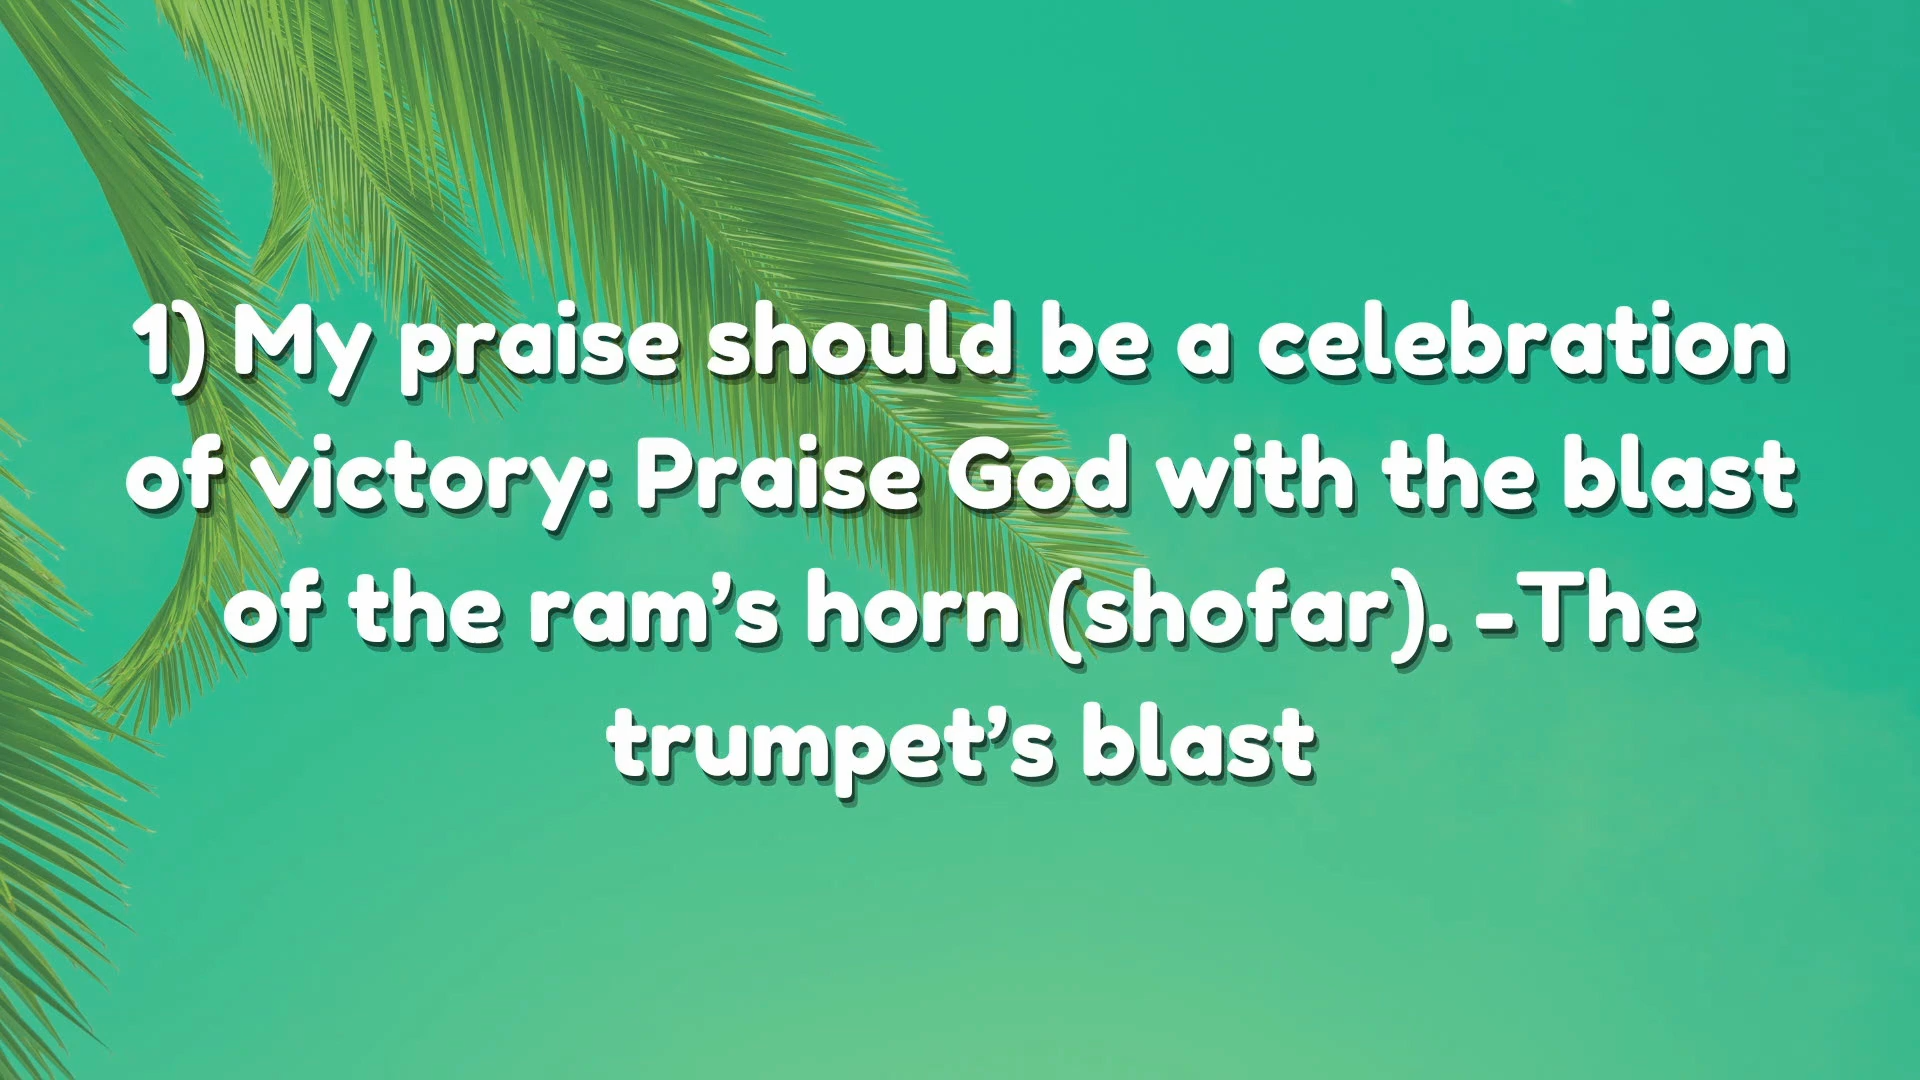 1) My praise should be a celebration
of victory: Praise God with the blast
of the ram’s horn (shofar). -The
trumpet’s blast